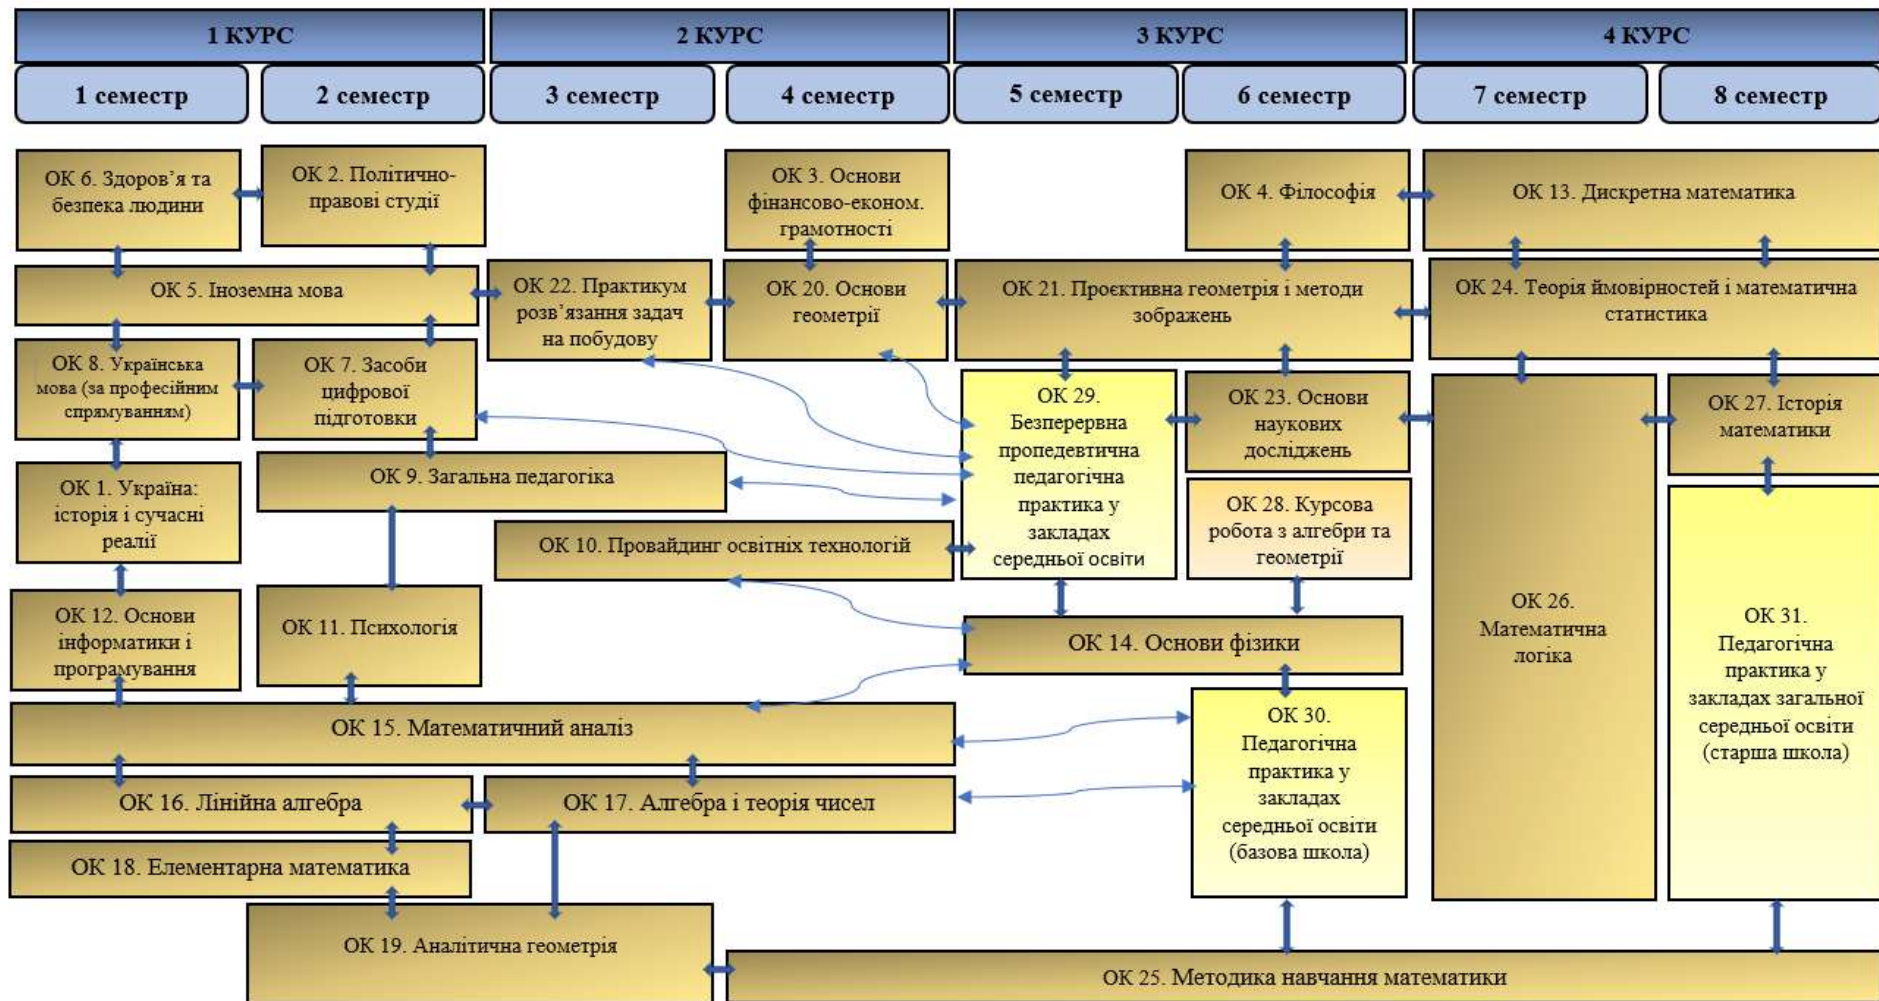 1 КУРС
2 КУРС
3 КУРС
4 КУРС
1 семестр
2 семестр
3 семестр
4 семестр
5 семестр
6 семестр
7 семестр
8 семестр
ОК 6. Здоров’я та
безпека людини
ОК 2. Політично-
правові студії
ОК 3. Основи
фінансово-економ.
грамотності
ОК 4. Філософія
ОК 13. Дискретна математика
ОК 5. Іноземна мова
ОК 22. Практикум
розв’язання задач
на побудову
ОК 20. Основи
геометрії
ОК 21. Проєктивна геометрія і методи
зображень
ОК 24. Теорія ймовірностей і математична
статистика
ОК 8. Українська
мова (за професійним
спрямуванням)
ОК 7. Засоби
цифрової
підготовки
ОК 29.
Безперервна
пропедевтична
педагогічна
практика у
закладах
середньої освіти
ОК 23. Основи
наукових
досліджень
ОК 27. Історія
математики
ОК 9. Загальна педагогіка
ОК 1. Україна:
історія і сучасні
реалії
ОК 28. Курсова
робота з алгебри та
геометрії
ОК 10. Провайдинг освітніх технологій
ОК 12. Основи
інформатики і
програмування
ОК 11. Психологія
ОК 14. Основи фізики
ОК 26.
Математична
логіка
ОК 31.
Педагогічна
практика у
закладах загальної
середньої освіти
(старша школа)
ОК 15. Математичний аналіз
ОК 30.
Педагогічна
практика у
закладах
середньої освіти
(базова школа)
ОК 16. Лінійна алгебра
ОК 17. Алгебра і теорія чисел
ОК 18. Елементарна математика
ОК 19. Аналітична геометрія
ОК 25. Методика навчання математики